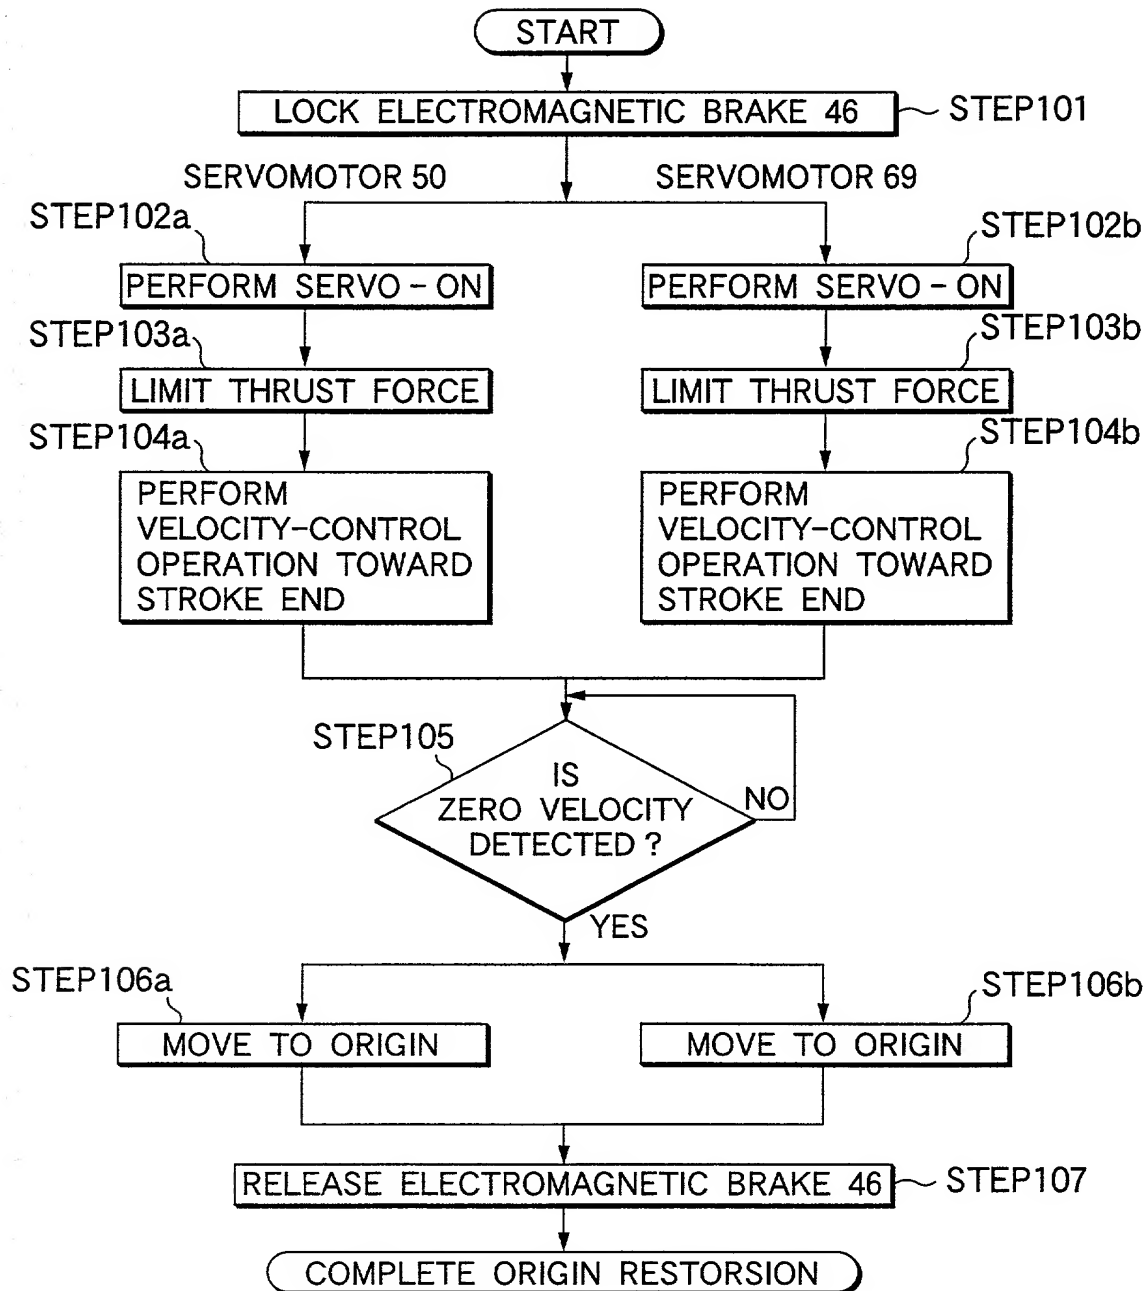 START
LOCK ELECTROMAGNETIC BRAKE 46
STEP101
SERVOMOTOR 50
SERVOMOTOR 69
STEP102a
STEP102b
PERFORM SERVO-ON
PERFORM SERVO-ON
STEP103a
STEP103b
LIMIT THRUST FORCE
LIMIT THRUST FORCE
STEP104a
STEP104b
PERFORM
VELOCITY-CONTROL
OPERATION TOWARD
STROKE END
PERFORM
VELOCITY-CONTROL
OPERATION TOWARD
STROKE END
STEP105
IS
ZERO VELOCITY
DETECTED ?
NO
YES
STEP106a
STEP106b
MOVE TO ORIGIN
MOVE TO ORIGIN
RELEASE ELECTROMAGNETIC BRAKE 46
STEP107
COMPLETE ORIGIN RESTORSION